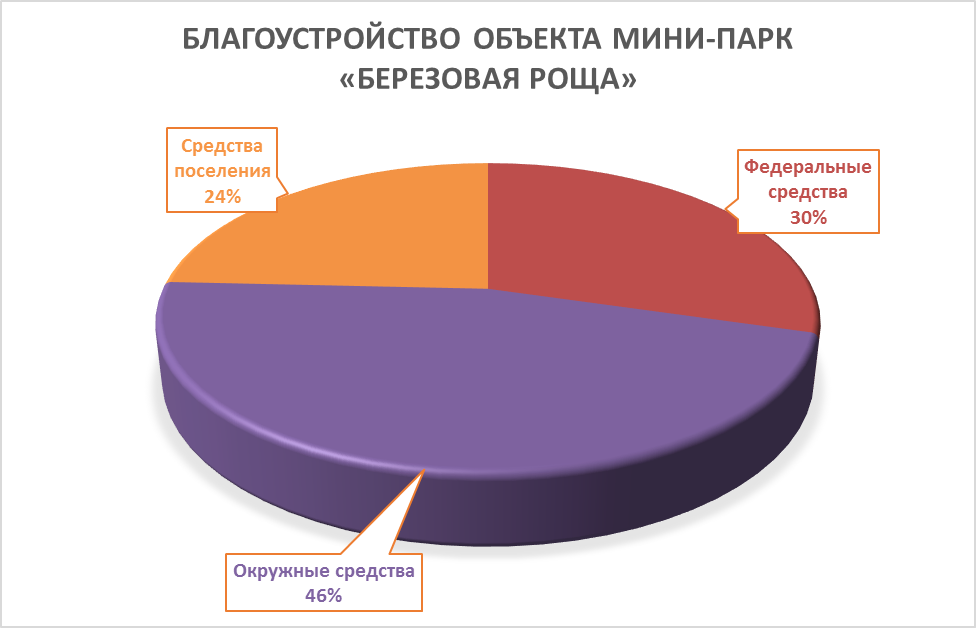 БЛАГОУСТРОЙСТВО ОБЪЕКТА МИНИ-ПАРК
«БЕРЕЗОВАЯ РОЩА»
Средства
поселения
24%
Федеральные
средства
30%
Окружные средства
46%